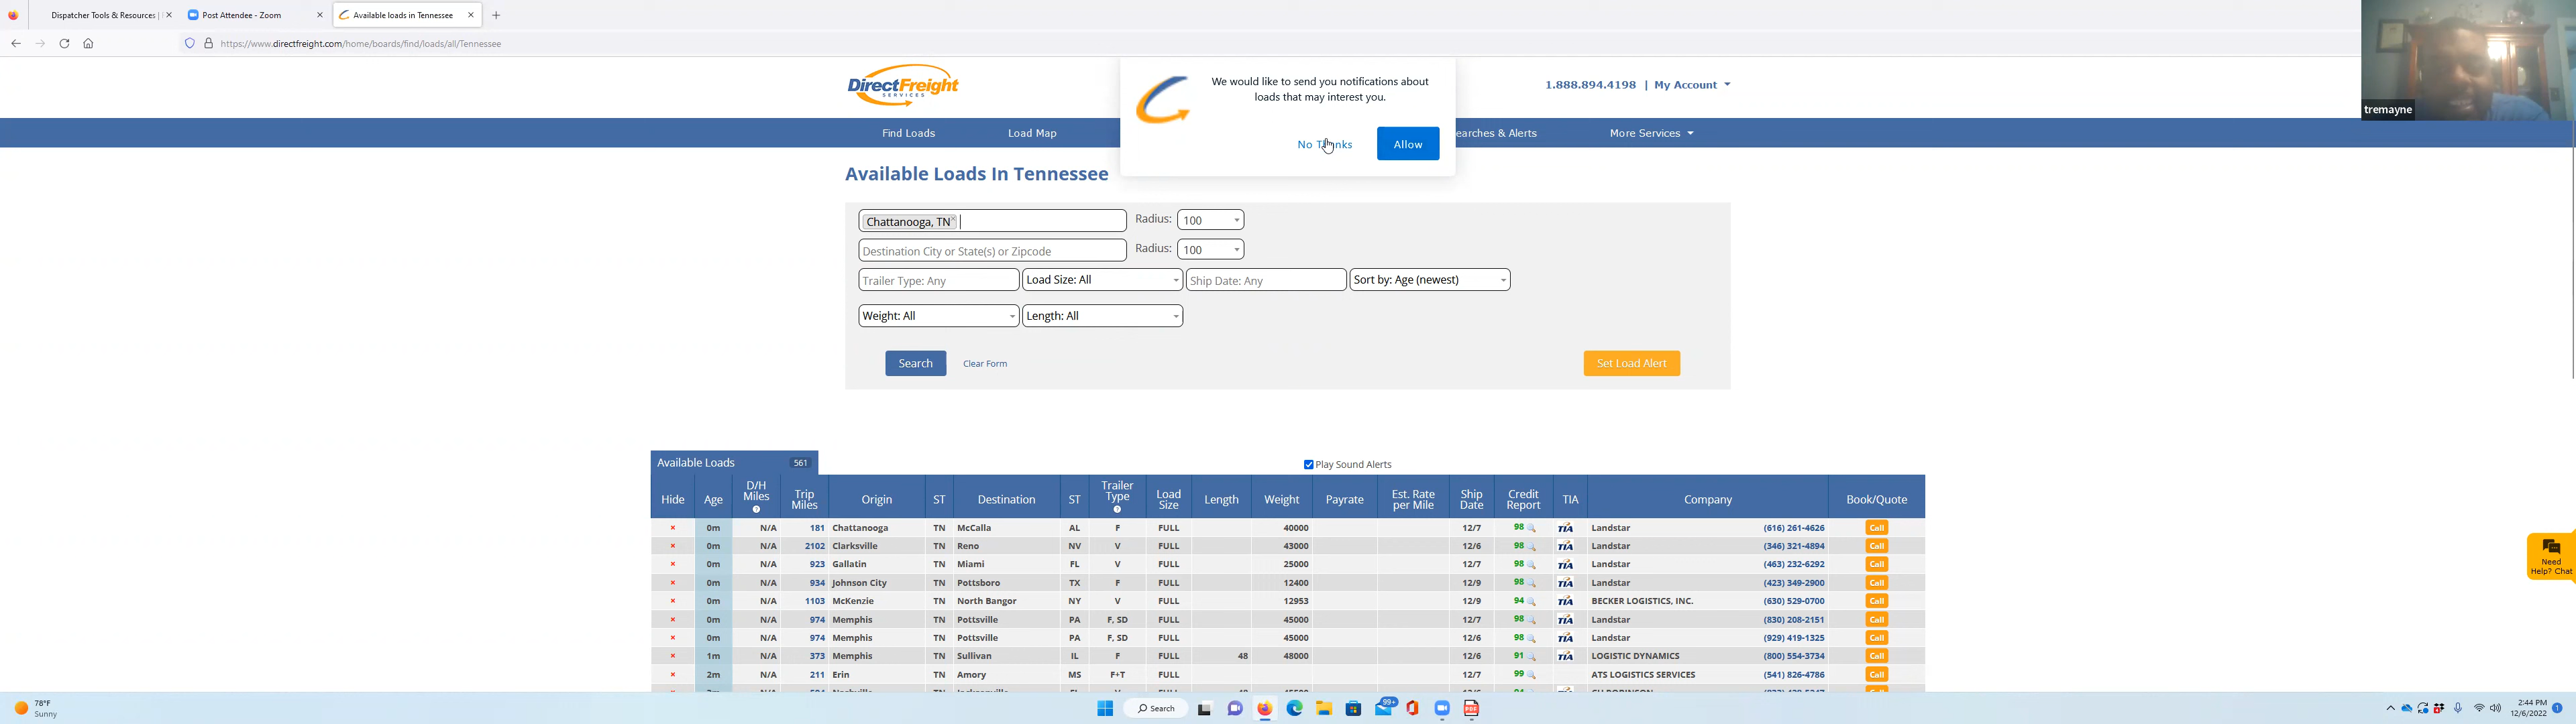 Dispatcher Tools & Resources |
Post Attendee - Zoom
Available loads in Tennessee
https://www.directfreight.com/home/boards/find/loads/all/Tennessee
DirectFreight
SERVICES
We would like to send you notifications about
loads that may interest you.
No Thanks
Allow
1.888.894.4198 | My Account
tremayne
Find Loads Load Map earches & Alerts More Services
Available Loads In Tennessee
Chattanooga, TN Radius: 100
Destination City or State(s) or Zipcode Radius: 100
Trailer Type: Any Load Size: All Ship Date: Any Sort by: Age (newest)
Weight: All Length: All
Search Clear Form Set Load Alert
Available Loads 561 Play Sound Alerts
Hide Age D/H Miles Trip Miles Origin ST Destination ST Trailer Type Load Size Length Weight Payrate Est. Rate per Mile Ship Date Credit Report TIA Company Book/Quote
× 0m N/A 181 Chattanooga TN McCalla AL F FULL 40000 12/7 98 TIA Landstar (616) 261-4626 Call
× 0m N/A 2102 Clarksville TN Reno NV V FULL 43000 12/6 98 TIA Landstar (346) 321-4894 Call
× 0m N/A 923 Gallatin TN Miami FL V FULL 25000 12/7 98 TIA Landstar (463) 232-6292 Call
× 0m N/A 934 Johnson City TN Pottsboro TX F FULL 12400 12/9 98 TIA Landstar (423) 349-2900 Call
× 0m N/A 1103 McKenzie TN North Bangor NY V FULL 12953 12/9 94 TIA BECKER LOGISTICS, INC. (630) 529-0700 Call
× 0m N/A 974 Memphis TN Pottsville PA F, SD FULL 45000 12/7 98 TIA Landstar (830) 208-2151 Call
× 0m N/A 974 Memphis TN Pottsville PA F, SD FULL 45000 12/6 98 TIA Landstar (929) 419-1325 Call
× 1m N/A 373 Memphis TN Sullivan IL F FULL 48 48000 12/6 91 TIA LOGISTIC DYNAMICS (800) 554-3734 Call
× 2m N/A 211 Erin TN Amory MS F+T FULL 12/7 99 ATS LOGISTICS SERVICES (541) 826-4786 Call
Need
Help? Chat
78°F
Sunny
Search
99+
2:44 PM
12/6/2022
1